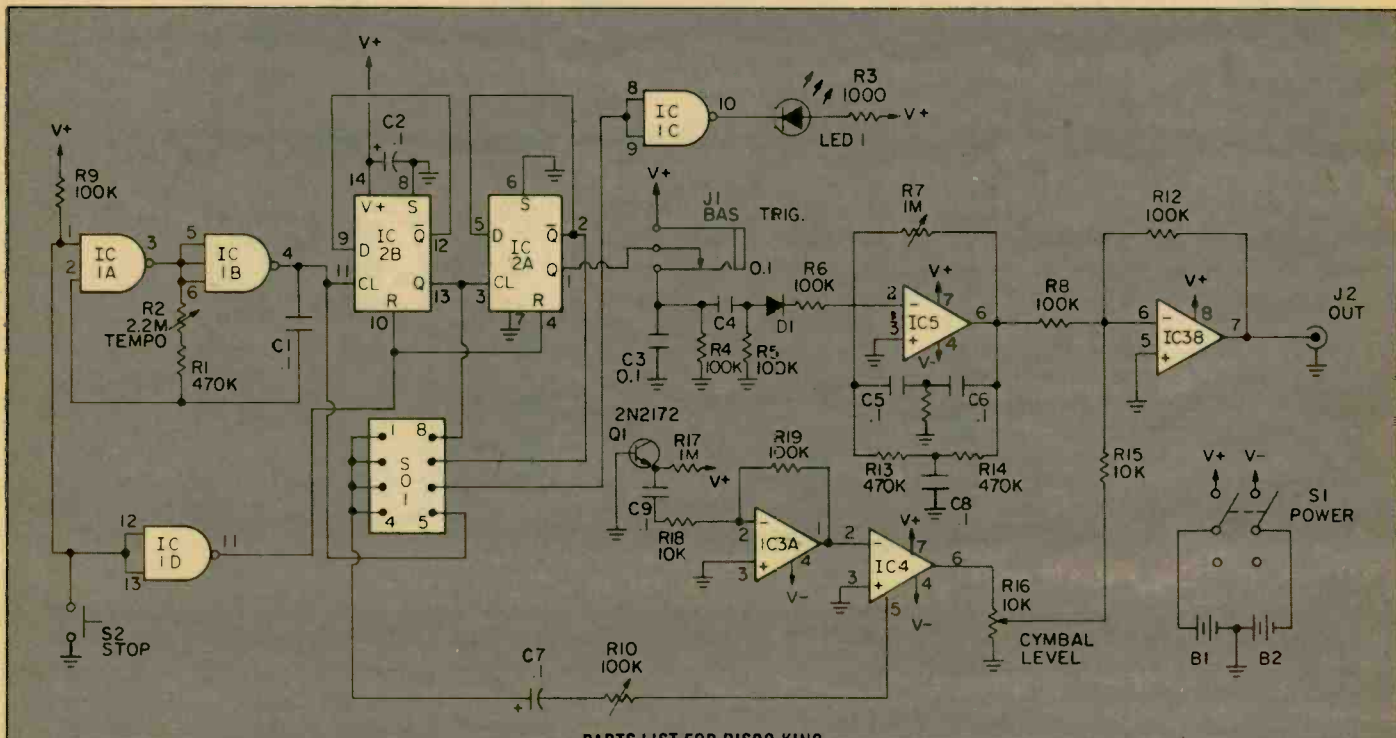 V+
V+
R9
100K
1
2
IC
1A
3
5
6
IC
1B
4
R2
2.2M
TEMPO
R1
470K
C1
.1
C2
.1
+
14
8
V+
S
9
D
IC
2B
Q̅
12
11
CL
Q
13
R
10
6
S
5
D
IC
2A
Q̅
2
Q
1
3
CL
R
7
4
8
9
IC
1C
10
LED 1
R3
1000
V+
V+
J1
BAS TRIG.
0.1
C3
0.1
R4
100K
C4
R5
100K
D1
R6
100K
R7
1M
V+
7
2
3
IC5
6
4
V-
C5
.1
C6
.1
R13
470K
R14
470K
C8
.1
R8
100K
R12
100K
V+
8
6
5
IC38
7
J2
OUT
R15
10K
1
8
S
O
1
4
5
12
13
IC
1D
11
S2
STOP
2N2172
Q1
R17
1M
V+
C9
.1
R18
10K
R19
100K
2
3
IC3A
1
4
V-
2
3
V+
7
IC4
6
4
V-
5
R16
10K
CYMBAL
LEVEL
C7
.1
+
R10
100K
V+
V-
S1
POWER
B1
B2
PARTS LIST FOR DISCO KING